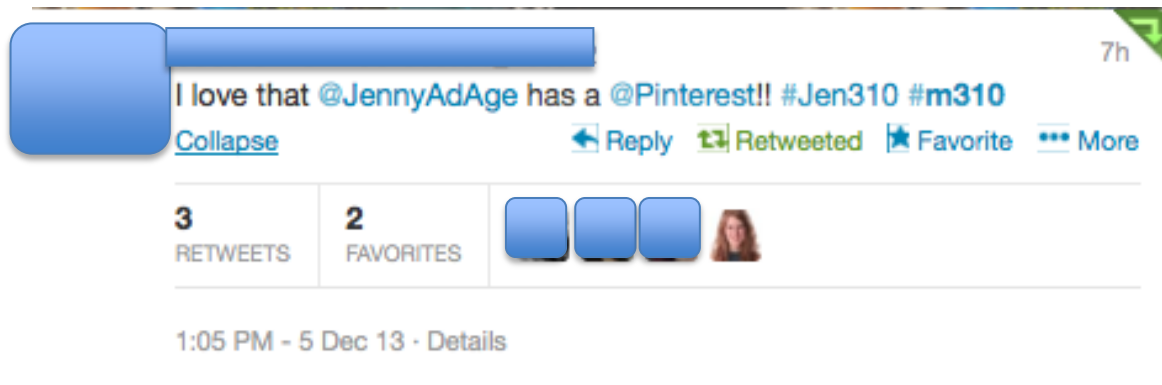 7h
I love that @JennyAdAge has a @Pinterest!! #Jen310 #m310
Collapse Reply Retweeted Favorite More
3 2
RETWEETS FAVORITES
1:05 PM - 5 Dec 13 · Details